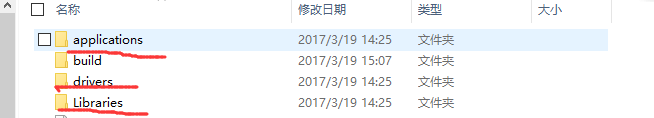 名称 修改日期 类型 大小
applications 2017/3/19 14:25 文件夹
build 2017/3/19 15:07 文件夹
drivers 2017/3/19 14:25 文件夹
Libraries 2017/3/19 14:25 文件夹